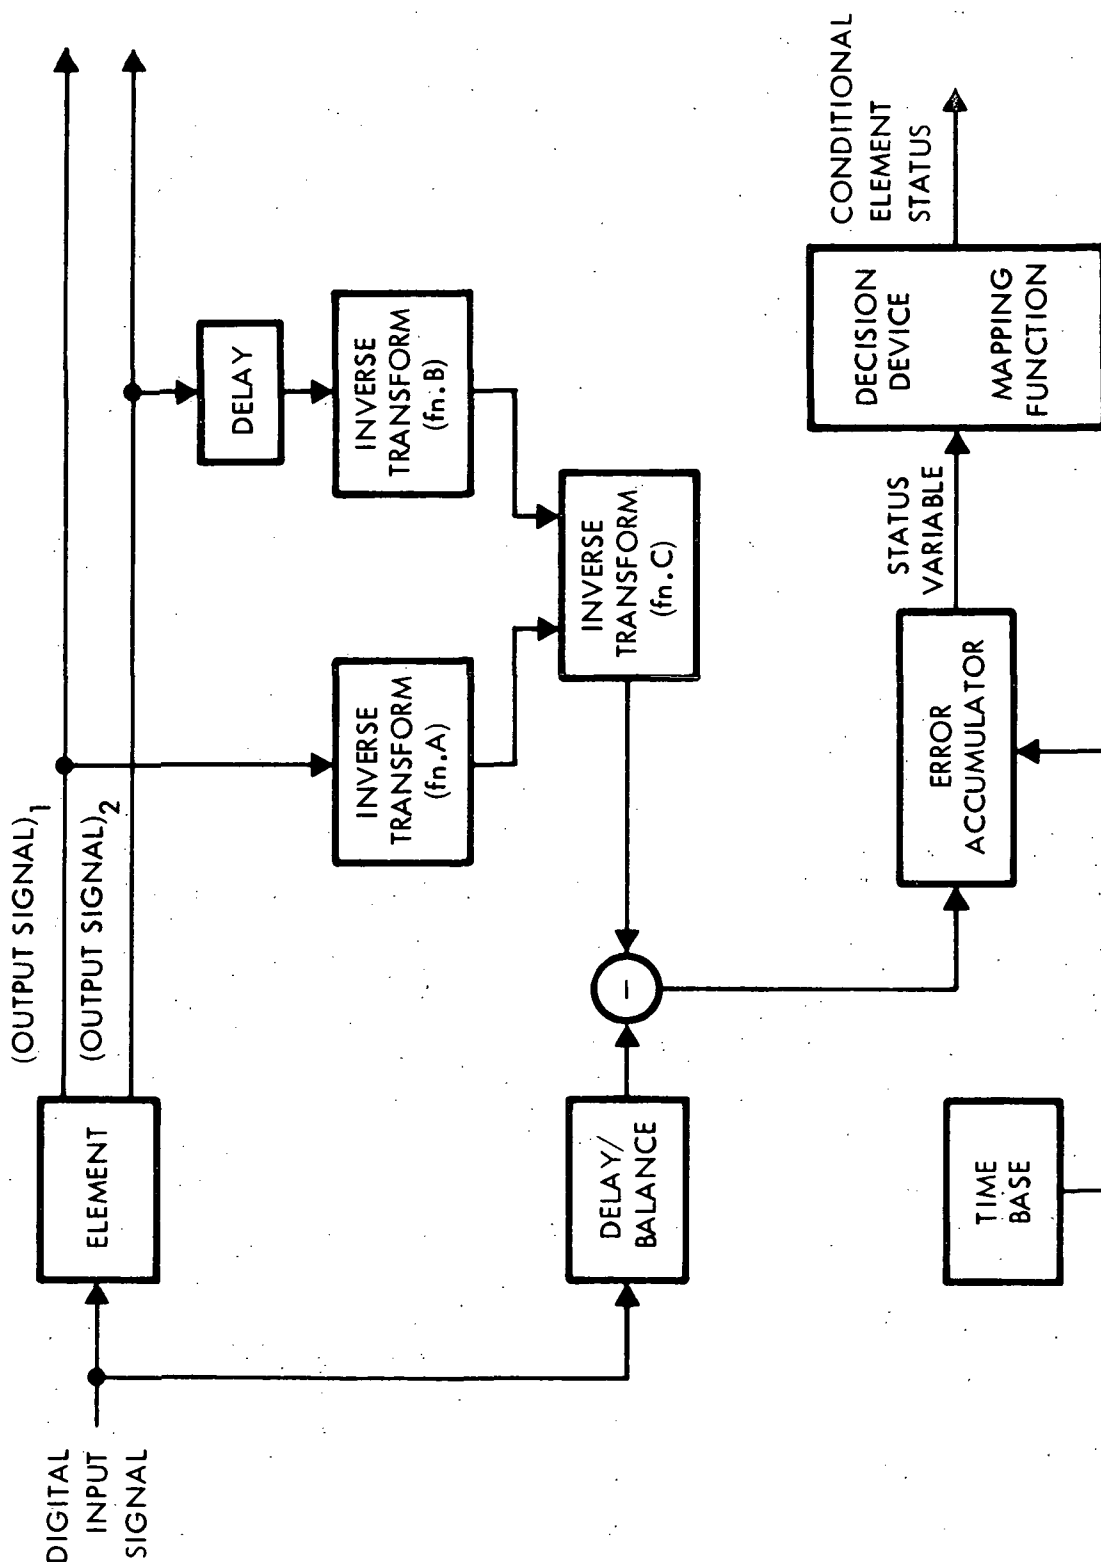 (OUTPUT SIGNAL)1
(OUTPUT SIGNAL)2
DIGITAL
INPUT
SIGNAL
ELEMENT
DELAY
INVERSE
TRANSFORM
(fn.A)
INVERSE
TRANSFORM
(fn.B)
INVERSE
TRANSFORM
(fn.C)
DELAY/
BALANCE
-
TIME
BASE
ERROR
ACCUMULATOR
STATUS
VARIABLE
DECISION
DEVICE
MAPPING
FUNCTION
CONDITIONAL
ELEMENT
STATUS